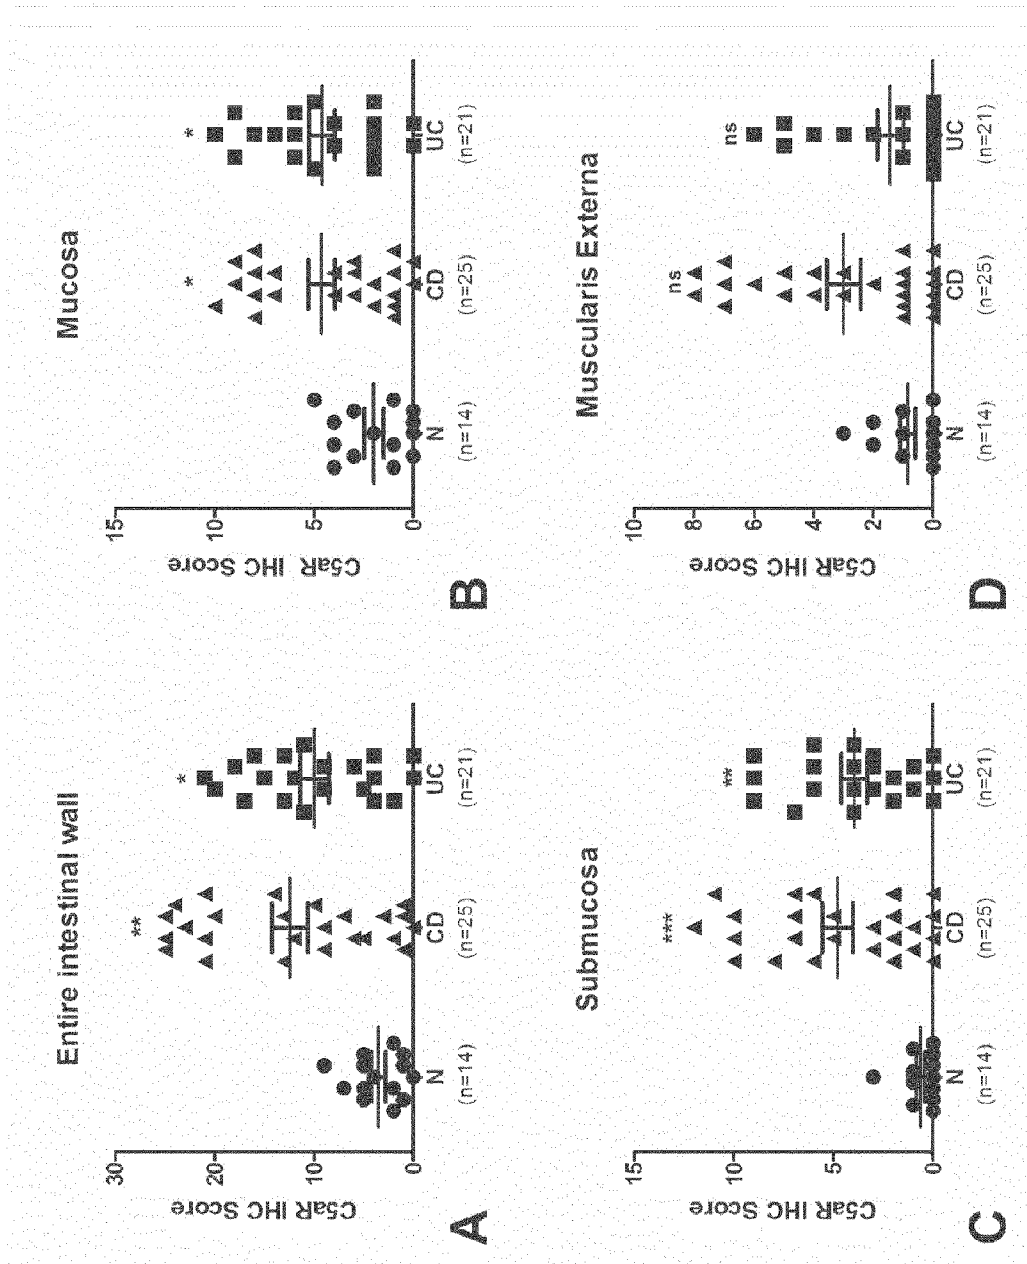 Entire intestinal wall
C5aR IHC Score
30
20
10
0
**
*
N
CD
UC
(n=14)
(n=25)
(n=21)
A
Mucosa
C5aR IHC Score
15
10
5
0
*
*
N
CD
UC
(n=14)
(n=25)
(n=21)
B
Submucosa
C5aR IHC Score
15
10
5
0
***
**
N
CD
UC
(n=14)
(n=25)
(n=21)
C
Muscularis Externa
C5aR IHC Score
10
8
6
4
2
0
ns
ns
N
CD
UC
(n=14)
(n=25)
(n=21)
D